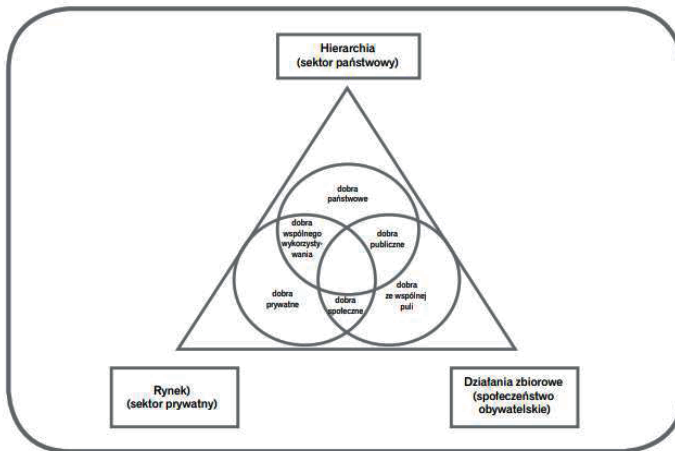 Hierarchia
(sektor państwowy)
dobra
państwowe
dobra
wspólnego
wykorzysty-
wania
dobra
publiczne
dobra
prywatne
dobra
społeczne
dobra
ze wspólnej
puli
Rynek)
(sektor prywatny)
Działania zbiorowe
(społeczeństwo
obywatelskie)